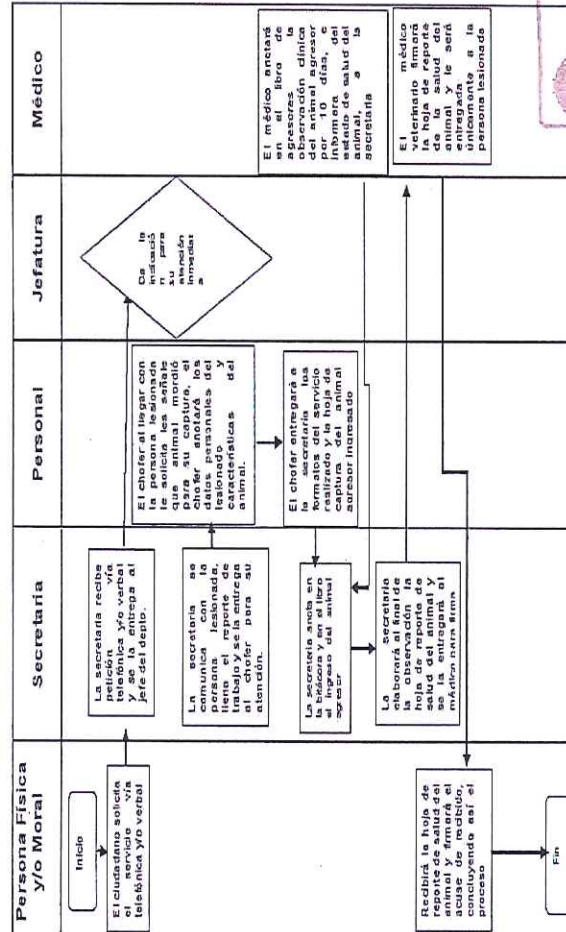 Persona Física
y/o Moral
Secretaria
Personal
Jefatura
Médico
Inicio
El ciudadano solicita
el servicio vía
telefónica y/o verbal
La secretaria recibe
petición vía
telefónica y/o verbal
y se la entrega al
jefe del depto.
Da la
indicació
n para
su
atención
inmediat
a
La secretaria se
comunica con la
persona lesionada,
llena el reporte de
trabajo y se la entrega
al chofer para su
atención.
El chofer al llegar con
la persona lesionada
le solicita les señale
que animal mordió
para su captura, el
chofer anotará los
datos personales del
lesionado y
características del
animal.
El chofer entregará a
la secretaria los
formatos del servicio
realizado y la hoja de
captura del animal
agresor ingresado
La secretaria anota en
la bitácora y en el libro
el ingreso del animal
agresor
El médico anotará
en el libro de
agresores la
observación clínica
del animal agresor
por 10 días, e
informara del
estado de salud del
animal, a la
secretaria
La secretaria
elaborará al final de
la observación la
hoja de reporte de
salud del animal y
se la entregará al
médico para firma
El médico
veterinario firmará
la hoja de reporte
de la salud del
animal y le será
entregada
únicamente a la
persona lesionada
Recibirá la hoja de
reporte de salud del
animal y firmará el
acuse de recibido,
concluyendo así el
proceso
Fin